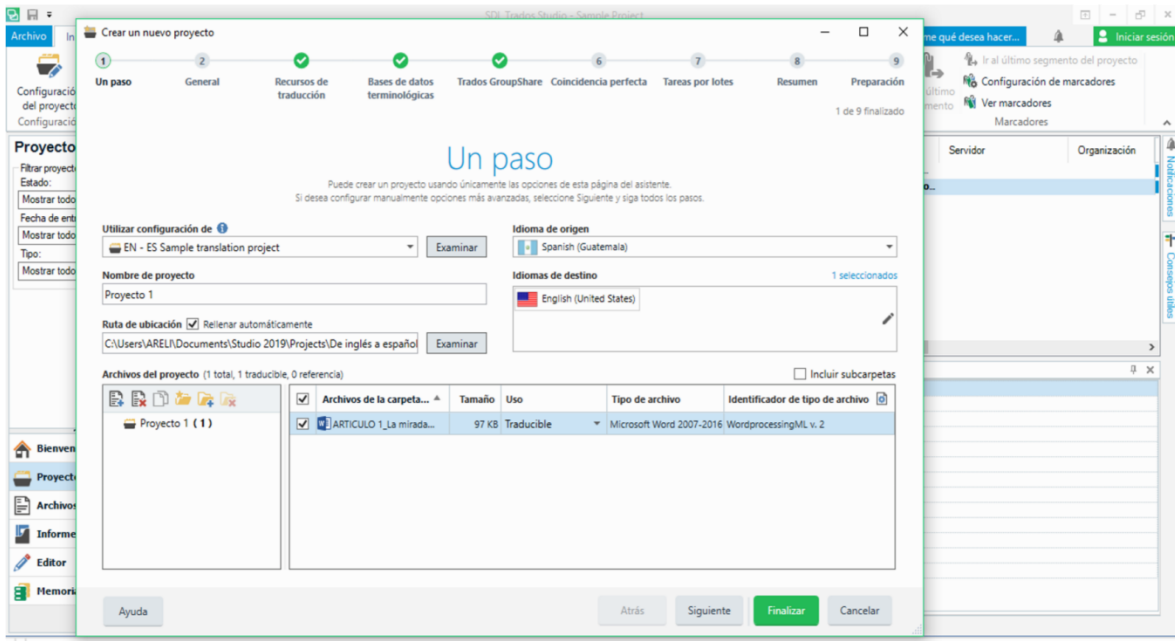 SDL Trados Studio - Sample Project
Archivo
In
me qué desea hacer...
Iniciar sesión
Configuració
del proyecto
Configuració
Ir al último segmento do proyecto
Configuración de marcadores
Ver marcadores
Marcadores
último
mento
Crear un nuevo proyecto
1
2
6
7
8
9
Un paso
General
Recursos de
traducción
Bases de datos
terminológicas
Trados GroupShare
Coincidencia perfecta
Tareas por lotes
Resumen
Preparación
1 de 9 finalizado
Un paso
Puede crear un proyecto usando únicamente las opciones de esta página del asistente.
Si desea configurar manualmente opciones más avanzadas, seleccione Siguiente y siga todos los pasos.
Utilizar configuración de
EN - ES Sample translation project
Examinar
Idioma de origen
Spanish (Guatemala)
Nombre de proyecto
Proyecto 1
Idiomas de destino
1 seleccionados
English (United States)
Ruta de ubicación
Rellenar automáticamente
C:\Users\ARELI\Documents\Studio 2019\Projects\De inglés a español
Examinar
Archivos del proyecto (1 total, 1 traducible, 0 referencia)
Incluir subcarpetas
Proyecto 1 (1)
Archivos de la carpeta...
Tamaño
Uso
Tipo de archivo
Identificador de tipo de archivo
ARTICULO 1_La mirada...
97 KB
Traducible
Microsoft Word 2007-2016
WordprocessingML v. 2
Ayuda
Atrás
Siguiente
Finalizar
Cancelar
Proyecto
Filtrar proyect
Estado:
Mostrar todo
Fecha de ent
Mostrar todo
Tipo:
Mostrar todo
Bienven
Proyect
Archivos
Informe
Editor
Memoria
Servidor
Organización
o...
Notificaciones
Consejos útiles